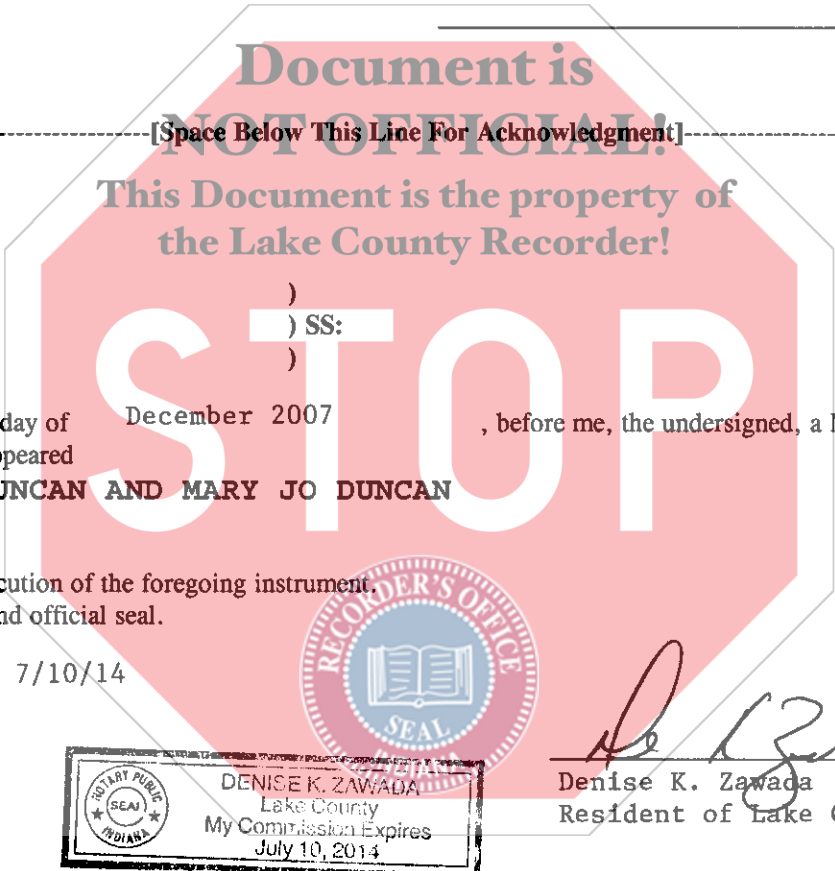 Document is
[Space Below This Line For Acknowledgment]
NOT OFFICIAL!
This Document is the property of
the Lake County Recorder!
)
) SS:
)
day of December 2007 , before me, the undersigned, a
peared
UNCAN AND MARY JO DUNCAN
STOP
cution of the foregoing instrument.
nd official seal.
RECORDER'S OFFICE
SEAL
INDIANA
7/10/14
NOTARY PUBLIC
SEAL
INDIANA
DENISE K. ZAWADA
Lake County
My Commission Expires
July 10, 2014
Denise K. Zawada
Resident of Lake